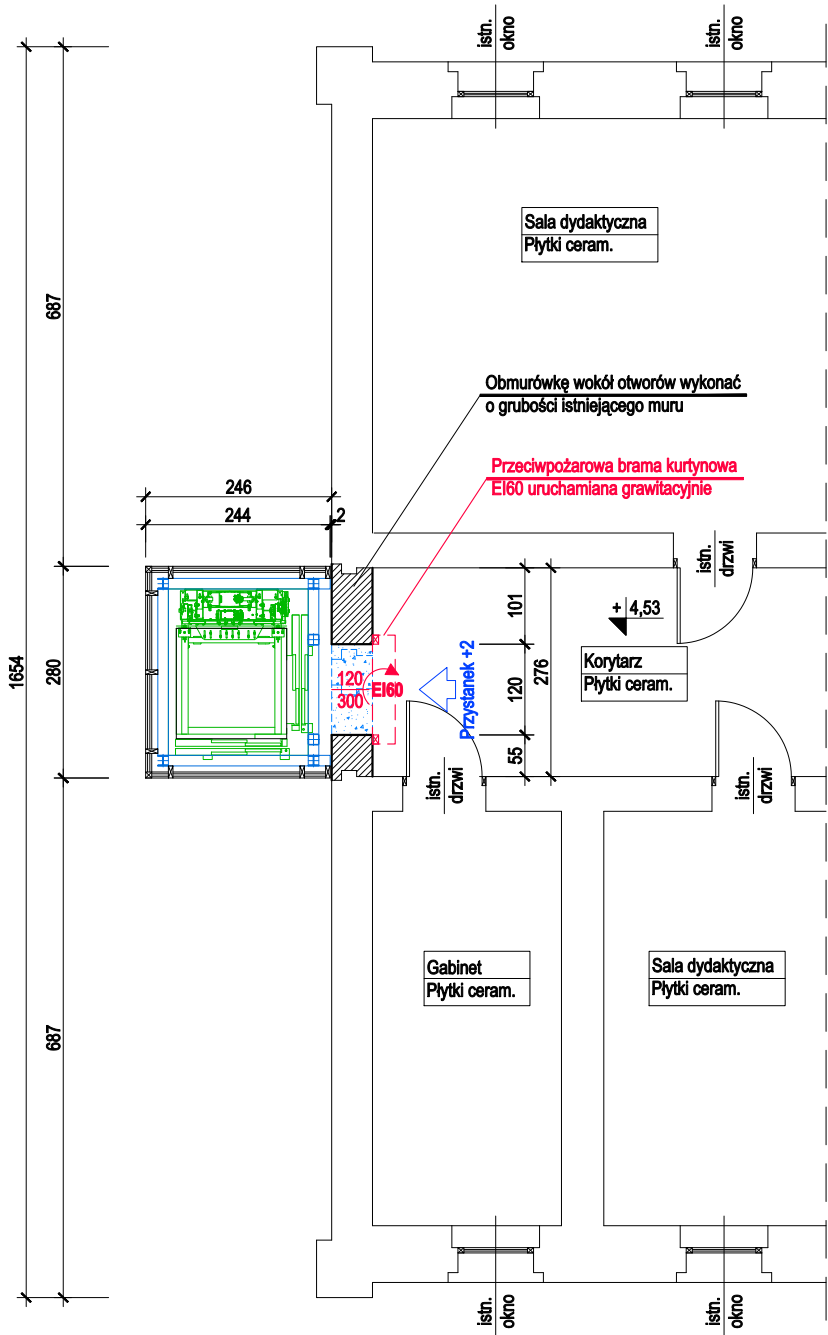 istn.
okno
istn.
okno
687
Sala dydaktyczna
Płytki ceram.
Obmurówkę wokół otworów wykonać
o grubości istniejącego muru
Przeciwpożarowa brama kurtynowa
EI60 uruchamiana grawitacyjnie
246
244
2
istn.
drzwi
101
+ 4,53
1654
280
120
300
EI60
Przystanek +2
120
276
Korytarz
Płytki ceram.
55
istn.
drzwi
istn.
drzwi
Gabinet
Płytki ceram.
Sala dydaktyczna
Płytki ceram.
687
istn.
okno
istn.
okno